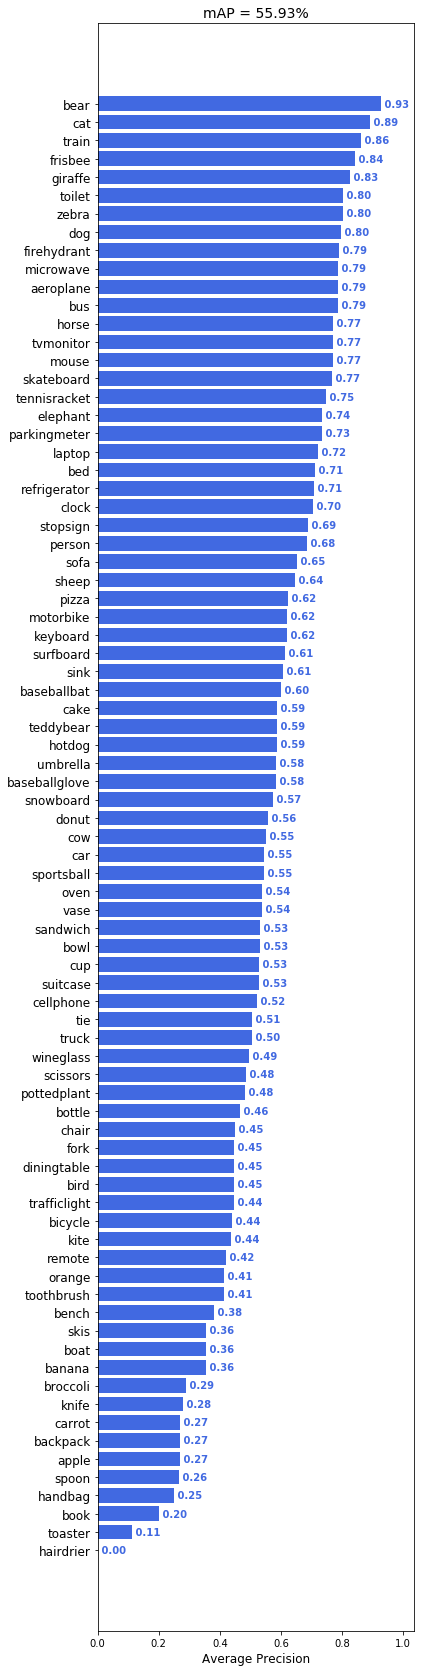 mAP = 55.93%
bear 0.93
cat 0.89
train 0.86
frisbee 0.84
giraffe 0.83
toilet 0.80
zebra 0.80
dog 0.80
firehydrant 0.79
microwave 0.79
aeroplane 0.79
bus 0.79
horse 0.77
tvmonitor 0.77
mouse 0.77
skateboard 0.77
tennisracket 0.75
elephant 0.74
parkingmeter 0.73
laptop 0.72
bed 0.71
refrigerator 0.71
clock 0.70
stopsign 0.69
person 0.68
sofa 0.65
sheep 0.64
pizza 0.62
motorbike 0.62
keyboard 0.62
surfboard 0.61
sink 0.61
baseballbat 0.60
cake 0.59
teddybear 0.59
hotdog 0.59
umbrella 0.58
baseballglove 0.58
snowboard 0.57
donut 0.56
cow 0.55
car 0.55
sportsball 0.55
oven 0.54
vase 0.54
sandwich 0.53
bowl 0.53
cup 0.53
suitcase 0.53
cellphone 0.52
tie 0.51
truck 0.50
wineglass 0.49
scissors 0.48
pottedplant 0.48
bottle 0.46
chair 0.45
fork 0.45
diningtable 0.45
bird 0.45
trafficlight 0.44
bicycle 0.44
kite 0.44
remote 0.42
orange 0.41
toothbrush 0.41
bench 0.38
skis 0.36
boat 0.36
banana 0.36
broccoli 0.29
knife 0.28
carrot 0.27
backpack 0.27
apple 0.27
spoon 0.26
handbag 0.25
book 0.20
toaster 0.11
hairdrier 0.00
0.0 0.2 0.4 0.6 0.8 1.0
Average Precision